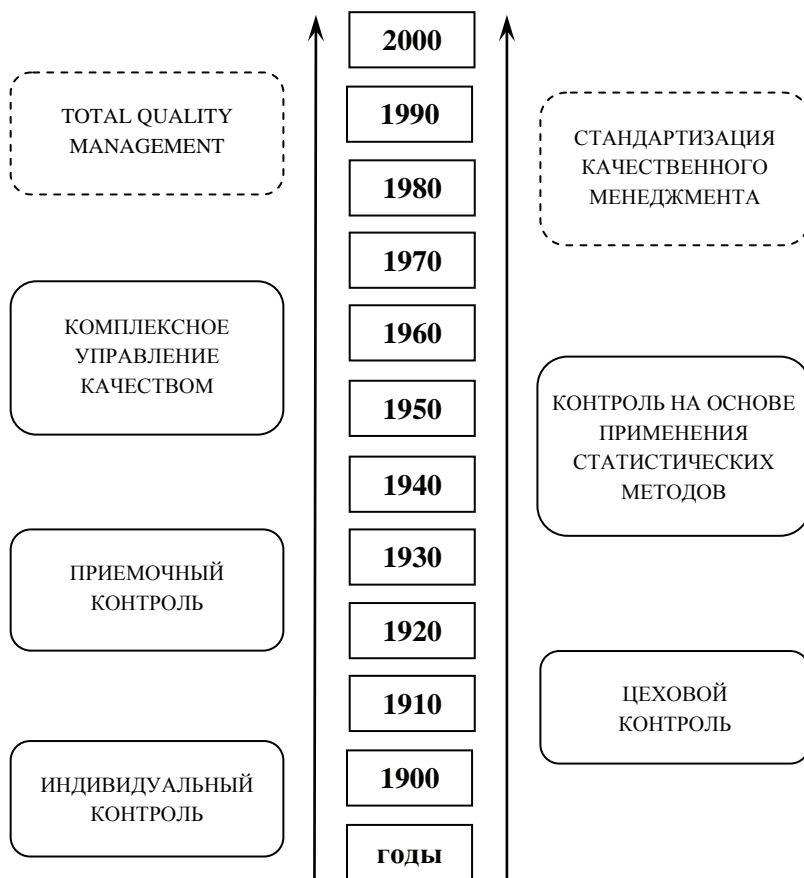 2000
TOTAL QUALITY
MANAGEMENT
1990
СТАНДАРТИЗАЦИЯ
КАЧЕСТВЕННОГО
МЕНЕДЖМЕНТА
1980
1970
КОМПЛЕКСНОЕ
УПРАВЛЕНИЕ
КАЧЕСТВОМ
1960
1950
КОНТРОЛЬ НА ОСНОВЕ
ПРИМЕНЕНИЯ
СТАТИСТИЧЕСКИХ
МЕТОДОВ
1940
1930
ПРИЕМОЧНЫЙ
КОНТРОЛЬ
1920
1910
ЦЕХОВОЙ
КОНТРОЛЬ
1900
ИНДИВИДУАЛЬНЫЙ
КОНТРОЛЬ
годы